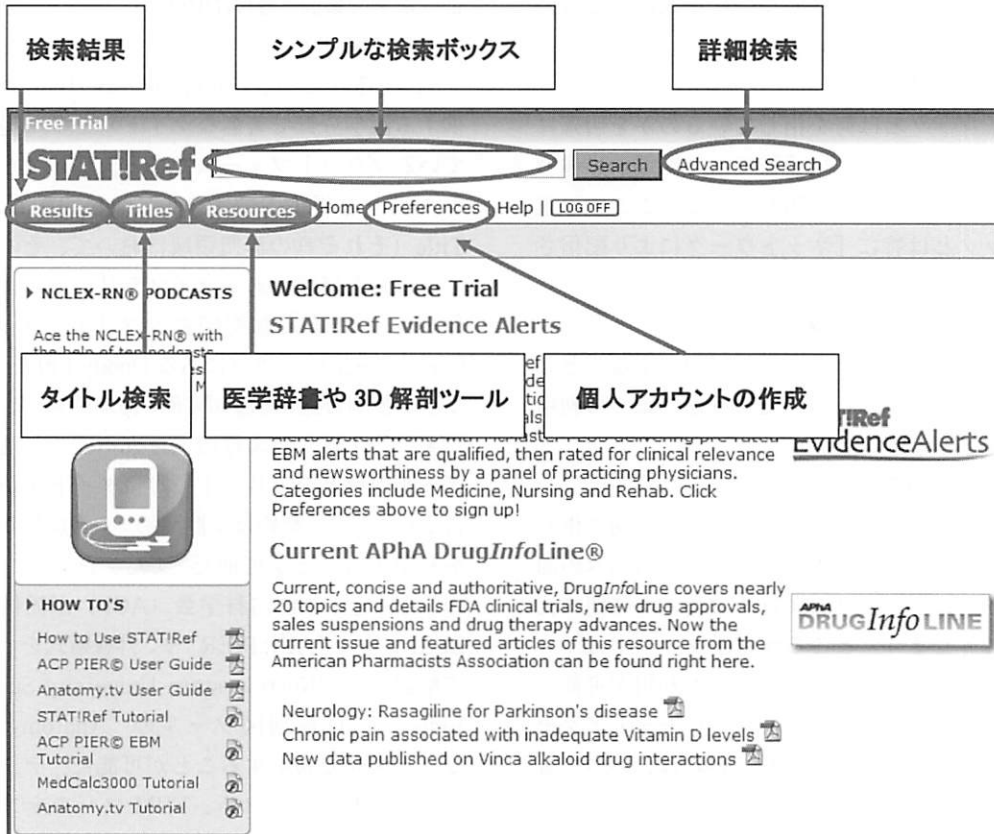 検索結果
シンプルな検索ボックス
詳細検索
Free Trial
STAT!Ref
Search
Advanced Search
Results
Titles
Resources
Home | Preferences | Help | LOG OFF
NCLEX-RN® PODCASTS
Ace the NCLEX-RN® with
the help of ten podcasts
タイトル検索
医学辞書や 3D 解剖ツール
個人アカウントの作成
HOW TO'S
How to Use STAT!Ref
ACP PIER© User Guide
Anatomy.tv User Guide
STAT!Ref Tutorial
ACP PIER© EBM
Tutorial
MedCalc3000 Tutorial
Anatomy.tv Tutorial
Welcome: Free Trial
STAT!Ref Evidence Alerts
EBM alerts that are qualified, then rated for clinical relevance
and newsworthiness by a panel of practicing physicians.
Categories include Medicine, Nursing and Rehab. Click
Preferences above to sign up!
EvidenceAlerts
Current APhA DrugInfoLine®
Current, concise and authoritative, DrugInfoLine covers nearly
20 topics and details FDA clinical trials, new drug approvals,
sales suspensions and drug therapy advances. Now the
current issue and featured articles of this resource from the
American Pharmacists Association can be found right here.
APhA
DRUGInfoLINE
Neurology: Rasagiline for Parkinson's disease
Chronic pain associated with inadequate Vitamin D levels
New data published on Vinca alkaloid drug interactions